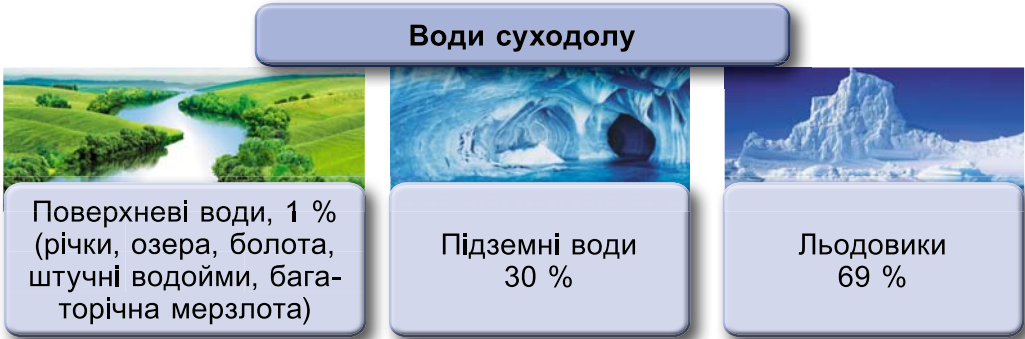 Води суходолу
Поверхневі води, 1 %
(річки, озера, болота,
штучні водойми, бага-
торічна мерзлота)
Підземні води
30 %
Льодовики
69 %